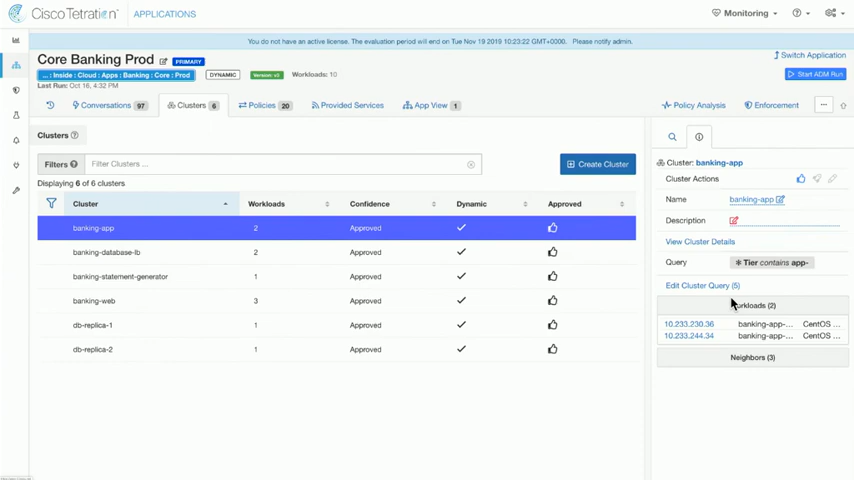 Cisco Tetration™ APPLICATIONS Monitoring
You do not have an active license. The evaluation period will end on Tue Nov 19 2019 10:23:22 GMT+0000. Please notify admin.
Core Banking Prod PRIMARY
Switch Application
... : Inside : Cloud : Apps : Banking : Core : Prod DYNAMIC Version: v3 Workloads: 10
Start ADM Run
Last Run: Oct 16, 4:32 PM
Conversations 97 Clusters 6 Policies 20 Provided Services App View 1 Policy Analysis Enforcement ...
Clusters
Filters Filter Clusters ... Create Cluster
Displaying 6 of 6 clusters
Cluster Workloads Confidence Dynamic Approved
banking-app 2 Approved
banking-database-lb 2 Approved
banking-statement-generator 1 Approved
banking-web 3 Approved
db-replica-1 1 Approved
db-replica-2 1 Approved
Cluster: banking-app
Cluster Actions
Name banking-app
Description
View Cluster Details
Query * Tier contains app-
Edit Cluster Query (5)
(2)
10.233.230.36 banking-app-... CentOS ...
10.233.244.34 banking-app-... CentOS ...
Neighbors (3)